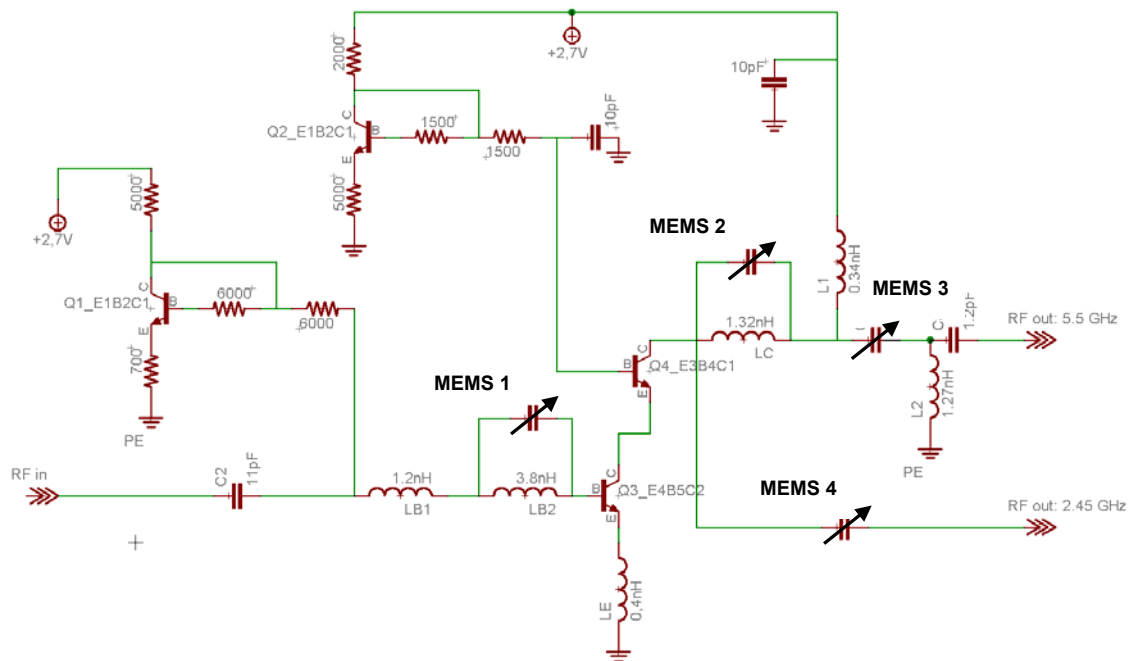 +2,7V
2000
10pF
Q2_E1B2C1
C
B
E
1500
1500
10pF
5000
5000
+2,7V
Q1_E1B2C1
C
B
E
6000
6000
700
PE
MEMS 2
L1
0.34nH
MEMS 3
1.32nH
LC
C
1.2pF
RF out: 5.5 GHz
Q4_E3B4C1
C
B
E
L2
1.27nH
PE
MEMS 1
RF in
C2
11pF
1.2nH
LB1
3.8nH
LB2
Q3_E4B5C2
C
B
E
MEMS 4
RF out: 2.45 GHz
LE
0,4nH